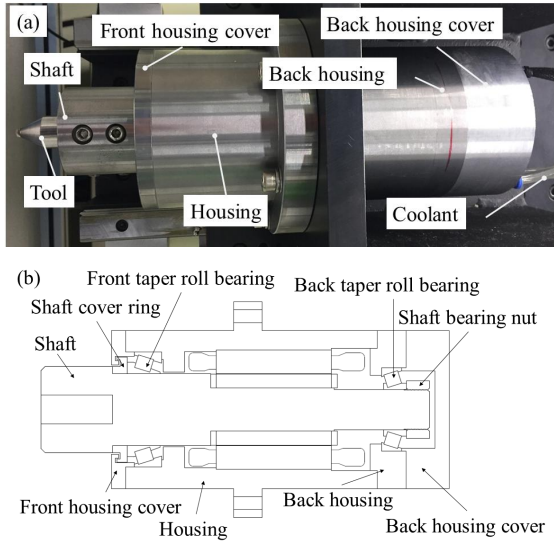 (a)
Front housing cover
Back housing cover
Shaft
Back housing
Tool
Housing
Coolant
(b)
Front taper roll bearing
Back taper roll bearing
Shaft cover ring
Shaft bearing nut
Shaft
Front housing cover
Housing
Back housing
Back housing cover